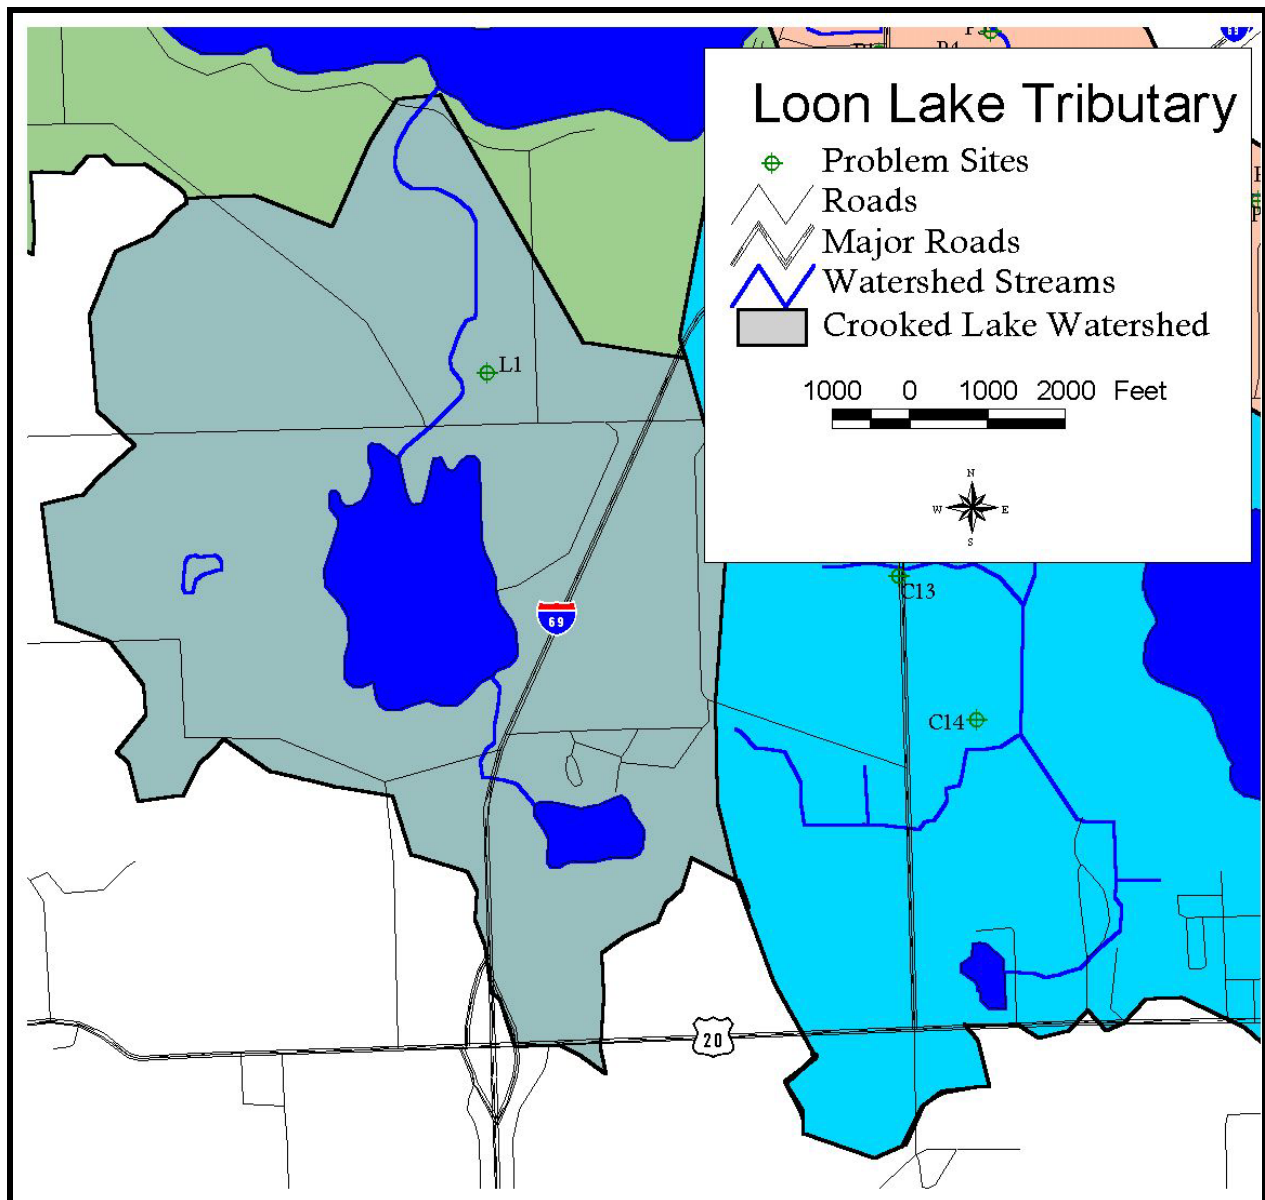 Loon Lake Tributary
Problem Sites
Roads
Major Roads
Watershed Streams
Crooked Lake Watershed
1000 0 1000 2000 Feet
N
W E
S
L1
69
C13
C14
20